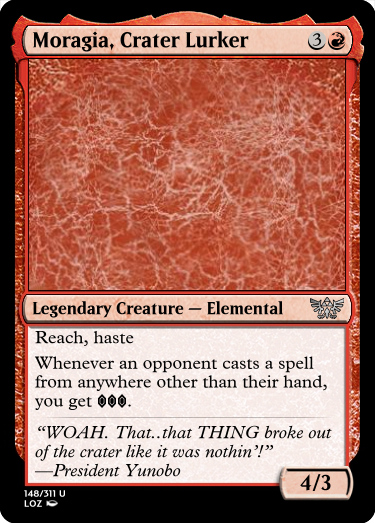 Moragia, Crater Lurker 3
Legendary Creature — Elemental
Reach, haste
Whenever an opponent casts a spell
from anywhere other than their hand,
you get .
“WOAH. That..that THING broke out
of the crater like it was nothin’!”
—President Yunobo
4/3
148/311 U
LOZ